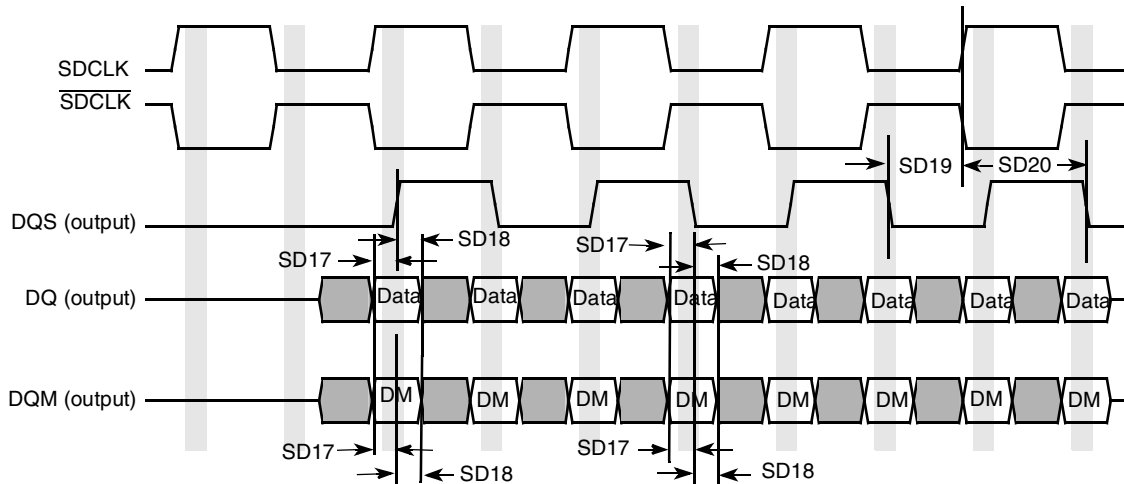 SDCLK
SDCLK
SD19 SD20
DQS (output)
SD18 SD17
SD17 SD18
DQ (output) Data Data Data Data Data Data Data Data
DQM (output) DM DM DM DM DM DM DM DM
SD17 SD17
SD18 SD18